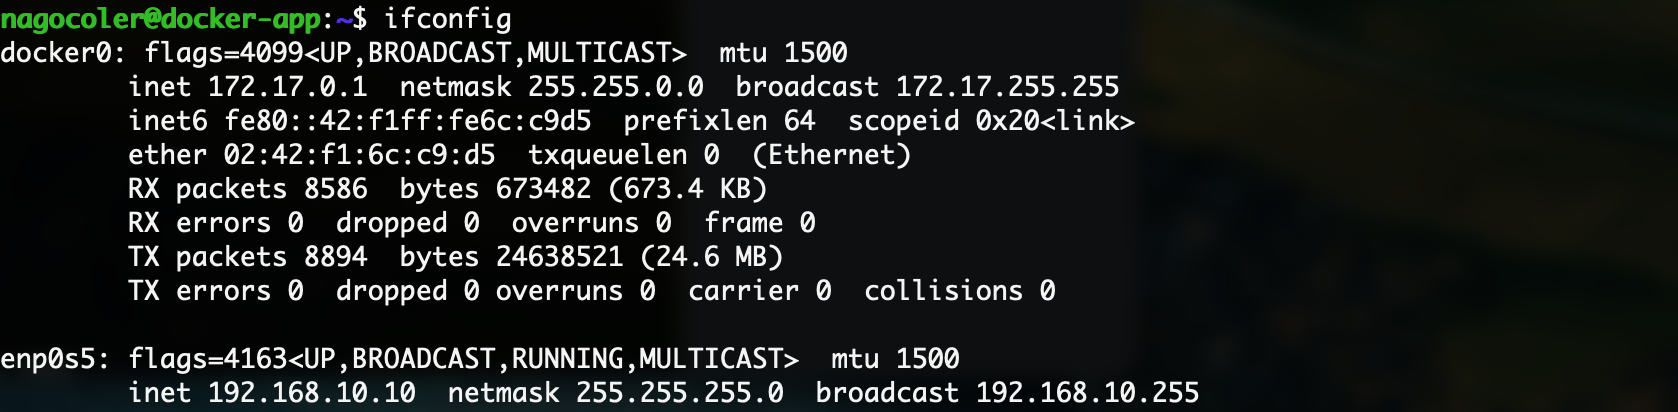 nagocoler@docker-app:~$ ifconfig
docker0: flags=4099<UP,BROADCAST,MULTICAST>  mtu 1500
        inet 172.17.0.1  netmask 255.255.0.0  broadcast 172.17.255.255
        inet6 fe80::42:f1ff:fe6c:c9d5  prefixlen 64  scopeid 0x20<link>
        ether 02:42:f1:6c:c9:d5  txqueuelen 0  (Ethernet)
        RX packets 8586  bytes 673482 (673.4 KB)
        RX errors 0  dropped 0  overruns 0  frame 0
        TX packets 8894  bytes 24638521 (24.6 MB)
        TX errors 0  dropped 0 overruns 0  carrier 0  collisions 0

enp0s5: flags=4163<UP,BROADCAST,RUNNING,MULTICAST>  mtu 1500
        inet 192.168.10.10  netmask 255.255.255.0  broadcast 192.168.10.255